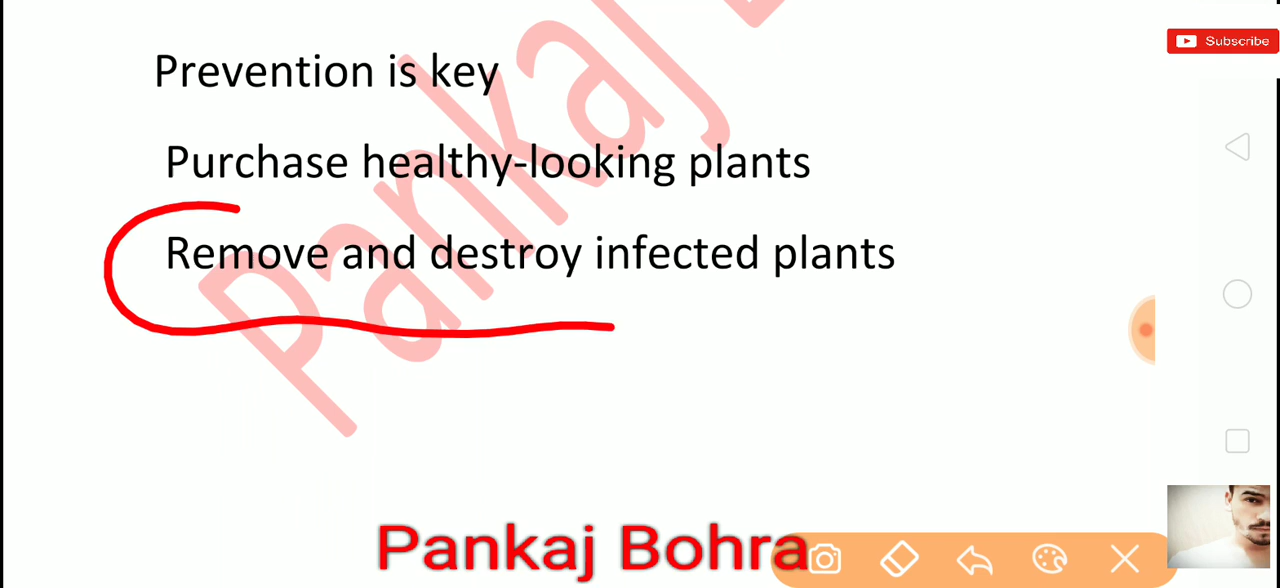 Prevention is key
Subscribe
Purchase healthy-looking plants
Remove and destroy infected plants
Pankaj B
Pankaj Bohra